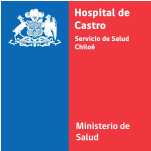 Hospital de
Castro
Servicio de Salud
Chiloé
Ministerio de
Salud